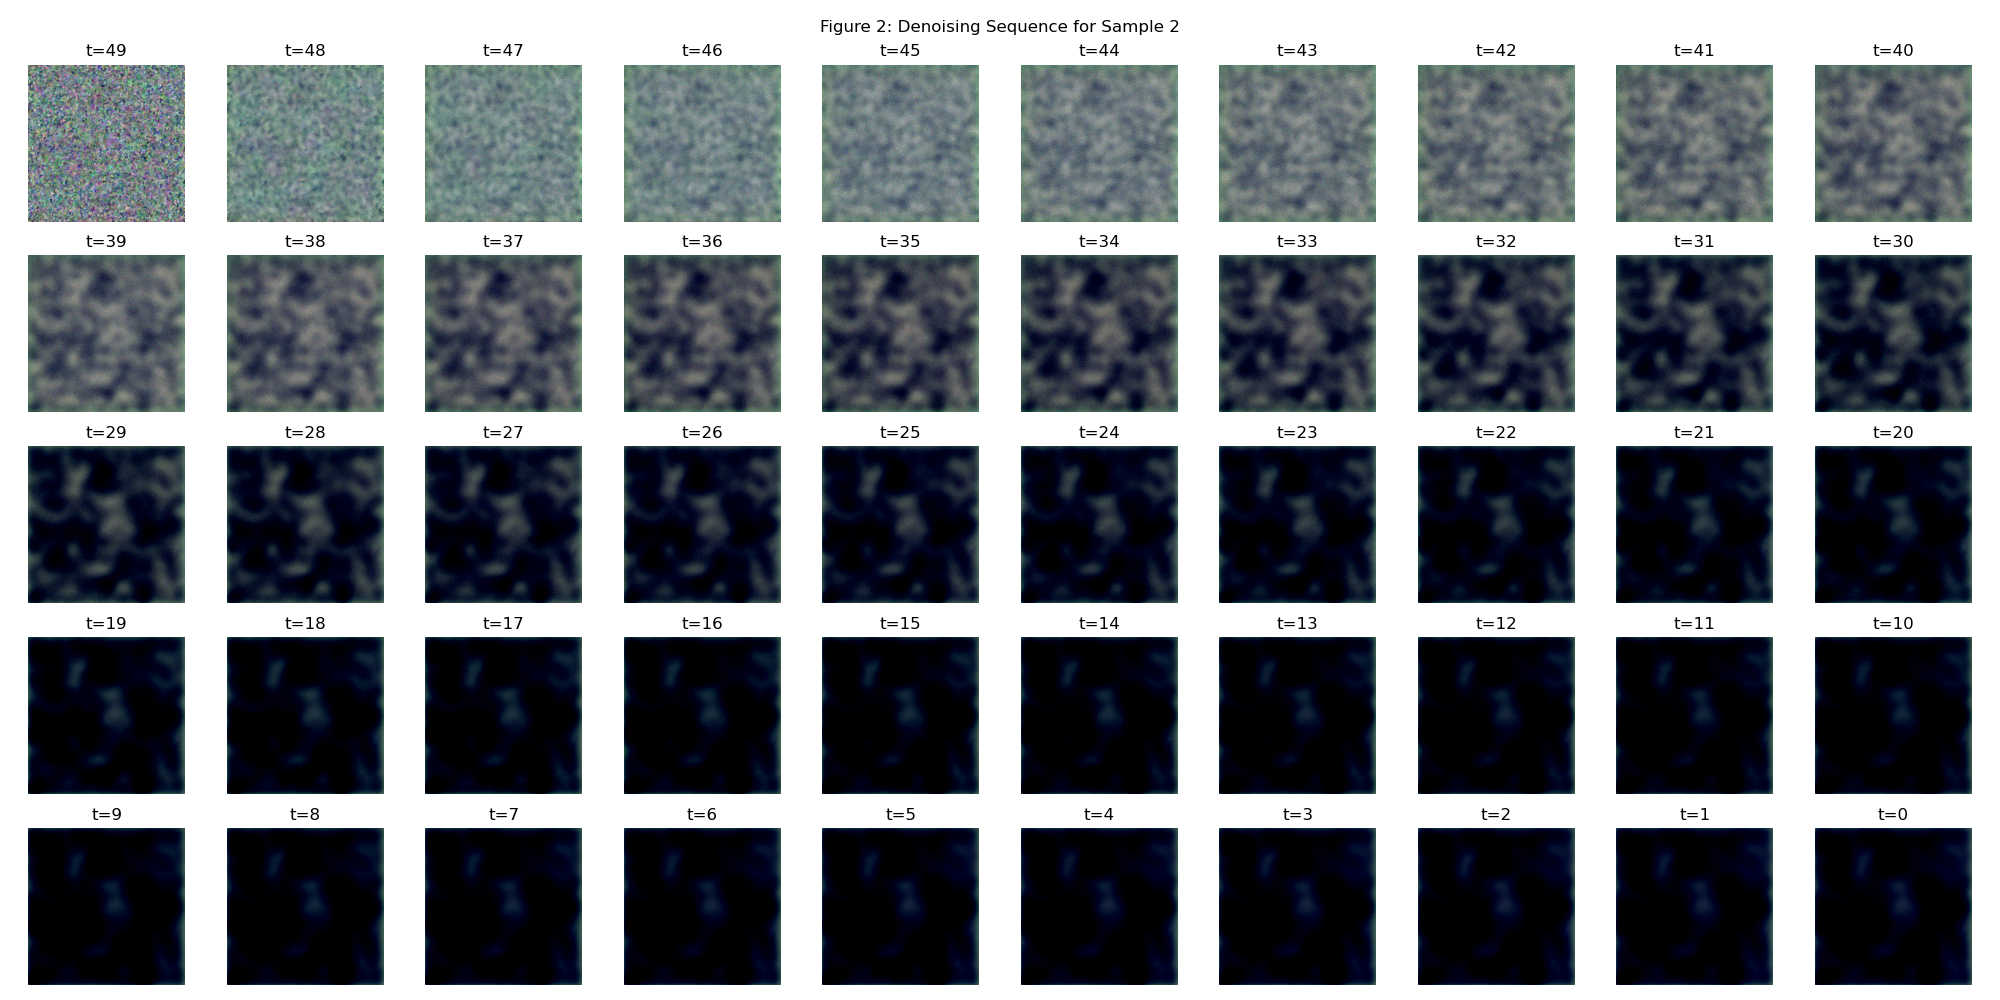 Figure 2: Denoising Sequence for Sample 2
t=49 t=48 t=47 t=46 t=45 t=44 t=43 t=42 t=41 t=40
t=39 t=38 t=37 t=36 t=35 t=34 t=33 t=32 t=31 t=30
t=29 t=28 t=27 t=26 t=25 t=24 t=23 t=22 t=21 t=20
t=19 t=18 t=17 t=16 t=15 t=14 t=13 t=12 t=11 t=10
t=9 t=8 t=7 t=6 t=5 t=4 t=3 t=2 t=1 t=0